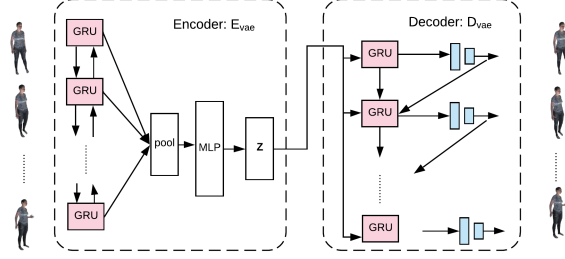 Encoder: E_vae
GRU
GRU
GRU
pool
MLP
z
Decoder: D_vae
GRU
GRU
GRU